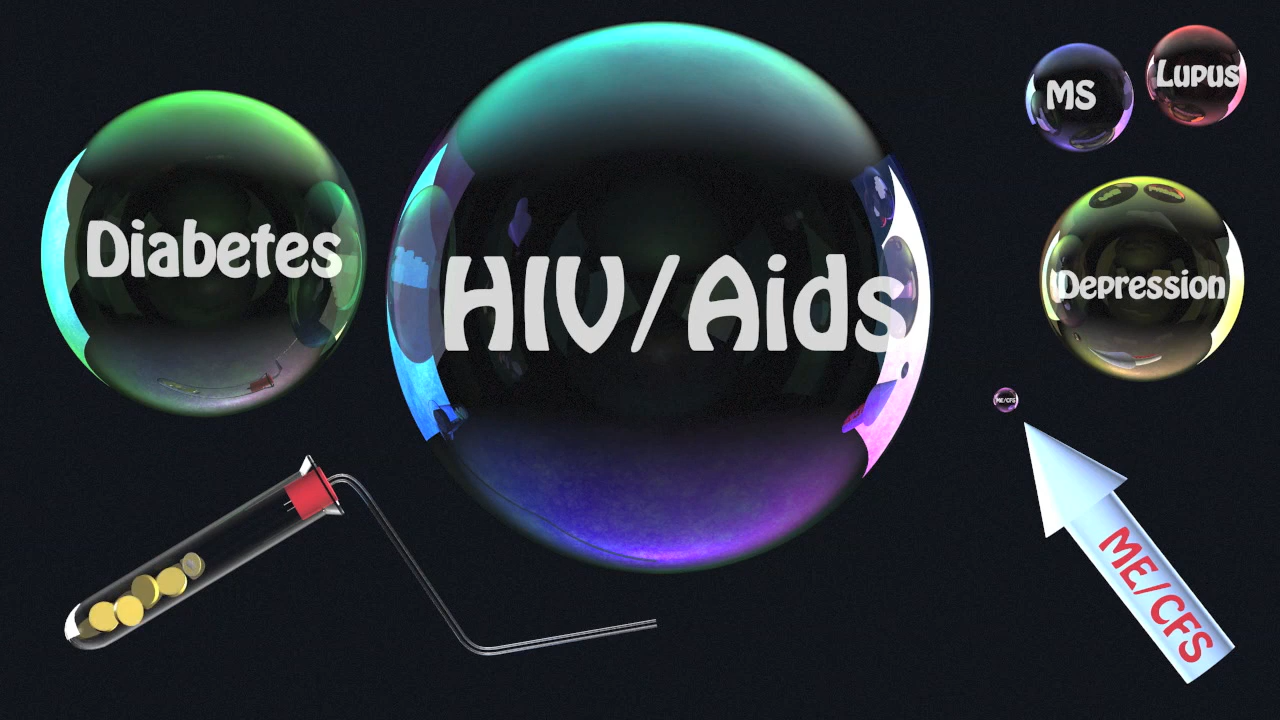 Diabetes
HIV/Aids
MS
Lupus
Depression
ME/CFS
ME/CFS